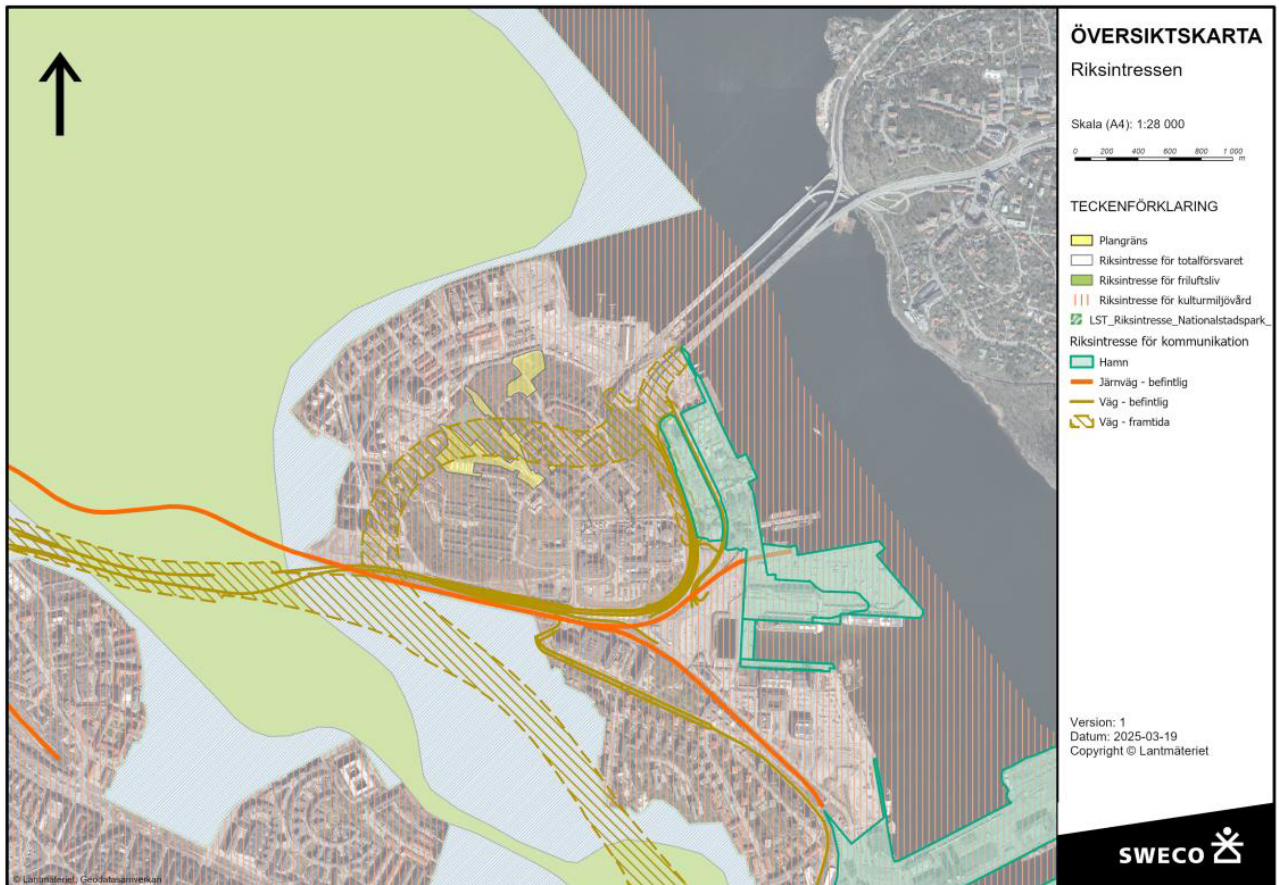 ÖVERSIKTSKARTA
Riksintressen
Skala (A4): 1:28 000
0 200 400 600 800 1 000
m
TECKENFÖRKLARING
Plangräns
Riksintresse för totalförsvaret
Riksintresse för friluftsliv
Riksintresse för kulturmiljövård
LST_Riksintresse_Nationalstadspark_
Riksintresse för kommunikation
Hamn
Järnväg - befintlig
Väg - befintlig
Väg - framtida
Version: 1
Datum: 2025-03-19
Copyright © Lantmäteriet
SWECO
© Lantmäteriet, Geodatasamverkan